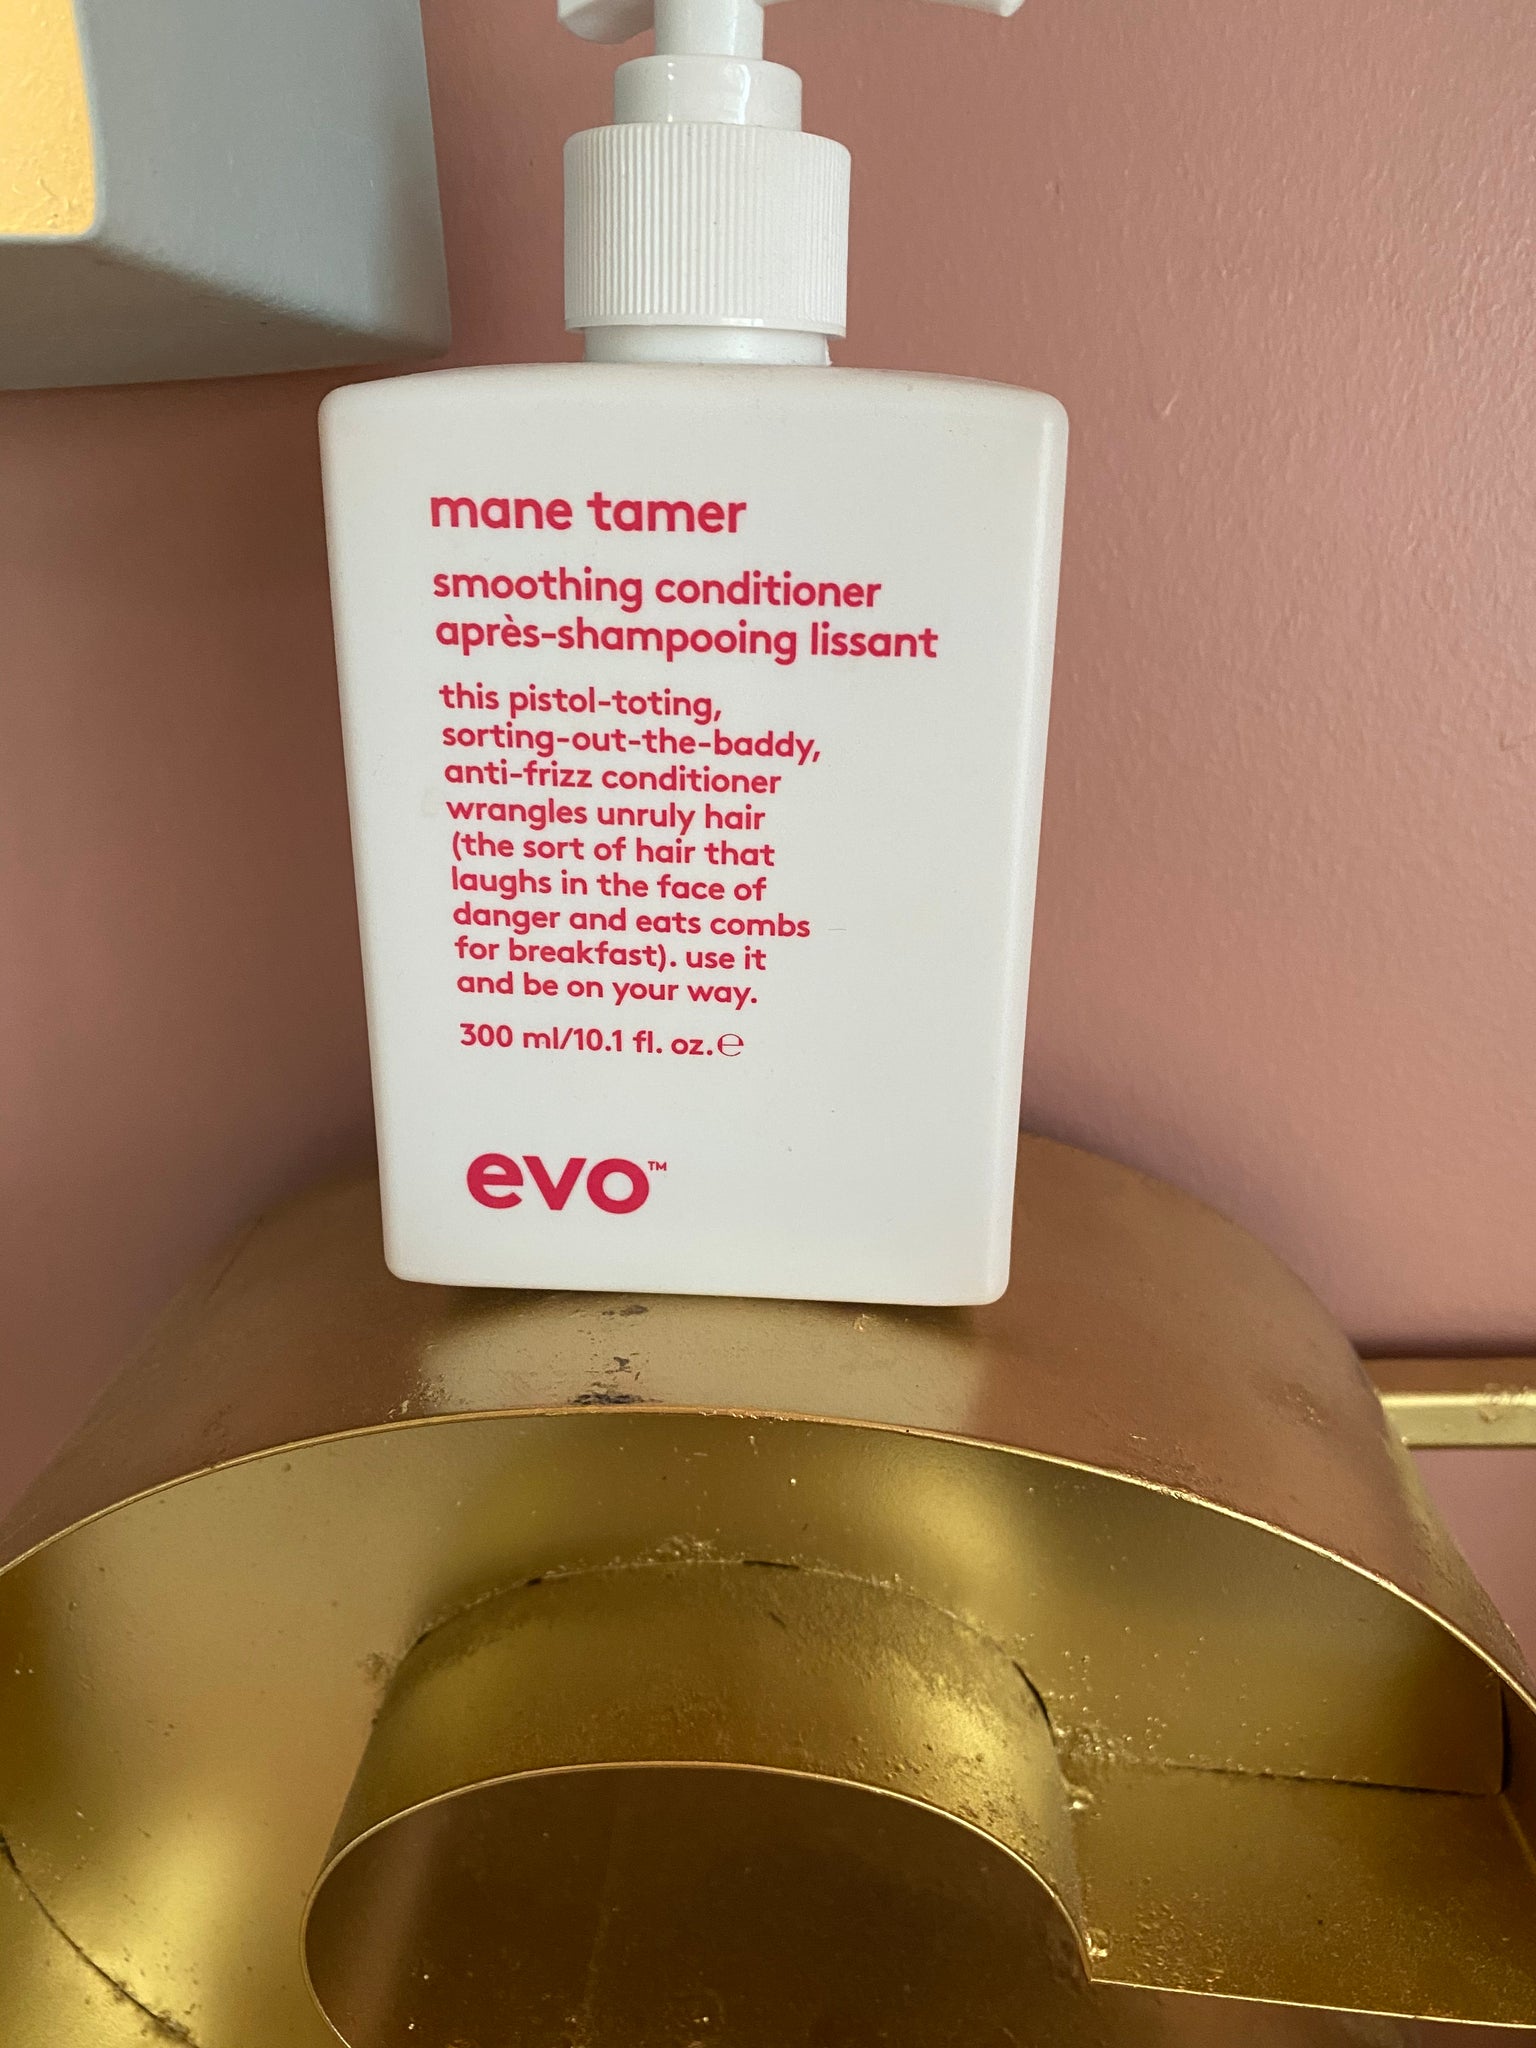 mane tamer
smoothing conditioner
après-shampooing lissant
this pistol-toting,
sorting-out-the-baddy,
anti-frizz conditioner
wrangles unruly hair
(the sort of hair that
laughs in the face of
danger and eats combs
for breakfast). use it
and be on your way.
300 ml/10.1 fl. oz.℮
evo™